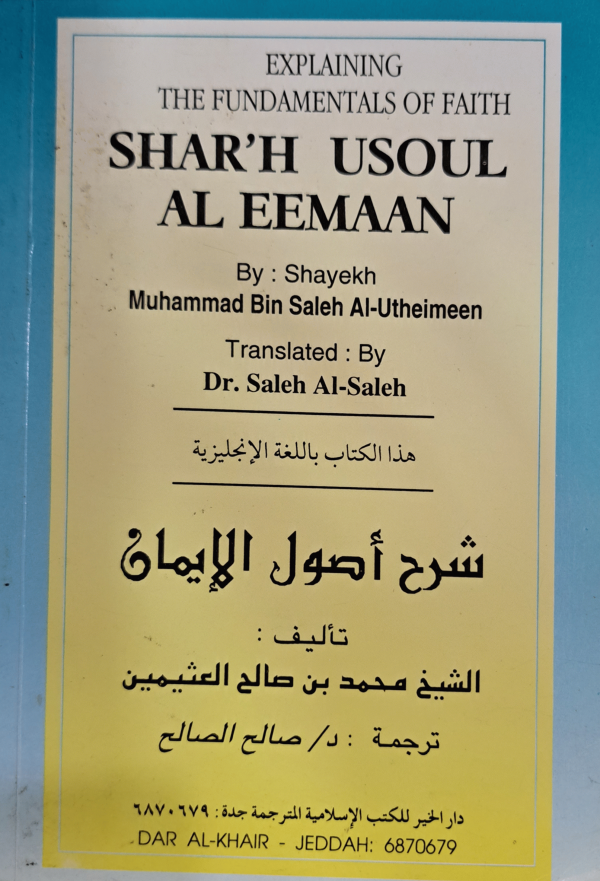 EXPLAINING
THE FUNDAMENTALS OF FAITH
SHAR'H USOUL
AL EEMAAN
By : Shayekh
Muhammad Bin Saleh Al-Utheimeen
Translated : By
Dr. Saleh Al-Saleh
هذا الكتاب باللغة الإنجليزية
شرح أصول الإيمان
تأليف :
الشيخ محمد بن صالح العثيمين
ترجمة : د/ صالح الصالح
دار الخير للكتب الإسلامية المترجمة جدة : ٦٨٧٠٦٧٩
DAR AL-KHAIR - JEDDAH: 6870679